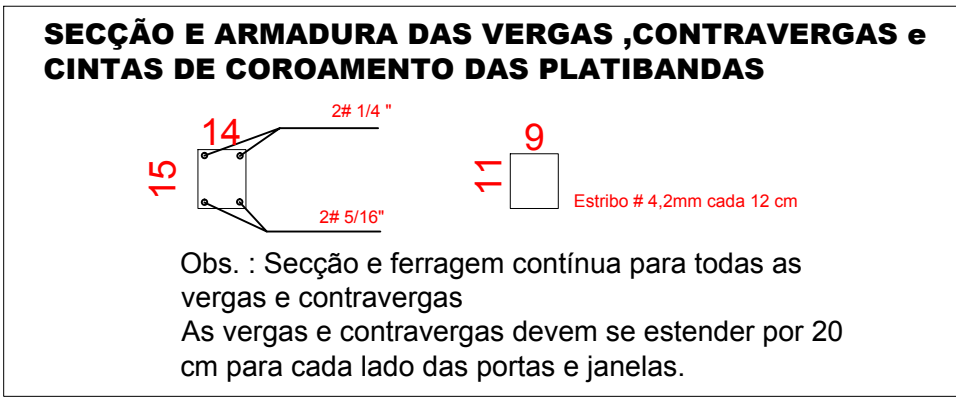 SECÇÃO E ARMADURA DAS VERGAS ,CONTRAVERGAS e
CINTAS DE COROAMENTO DAS PLATIBANDAS
2# 1/4 "
14
15
2# 5/16"
9
11
Estribo # 4,2mm cada 12 cm
Obs. : Secção e ferragem contínua para todas as
vergas e contravergas
As vergas e contravergas devem se estender por 20
cm para cada lado das portas e janelas.